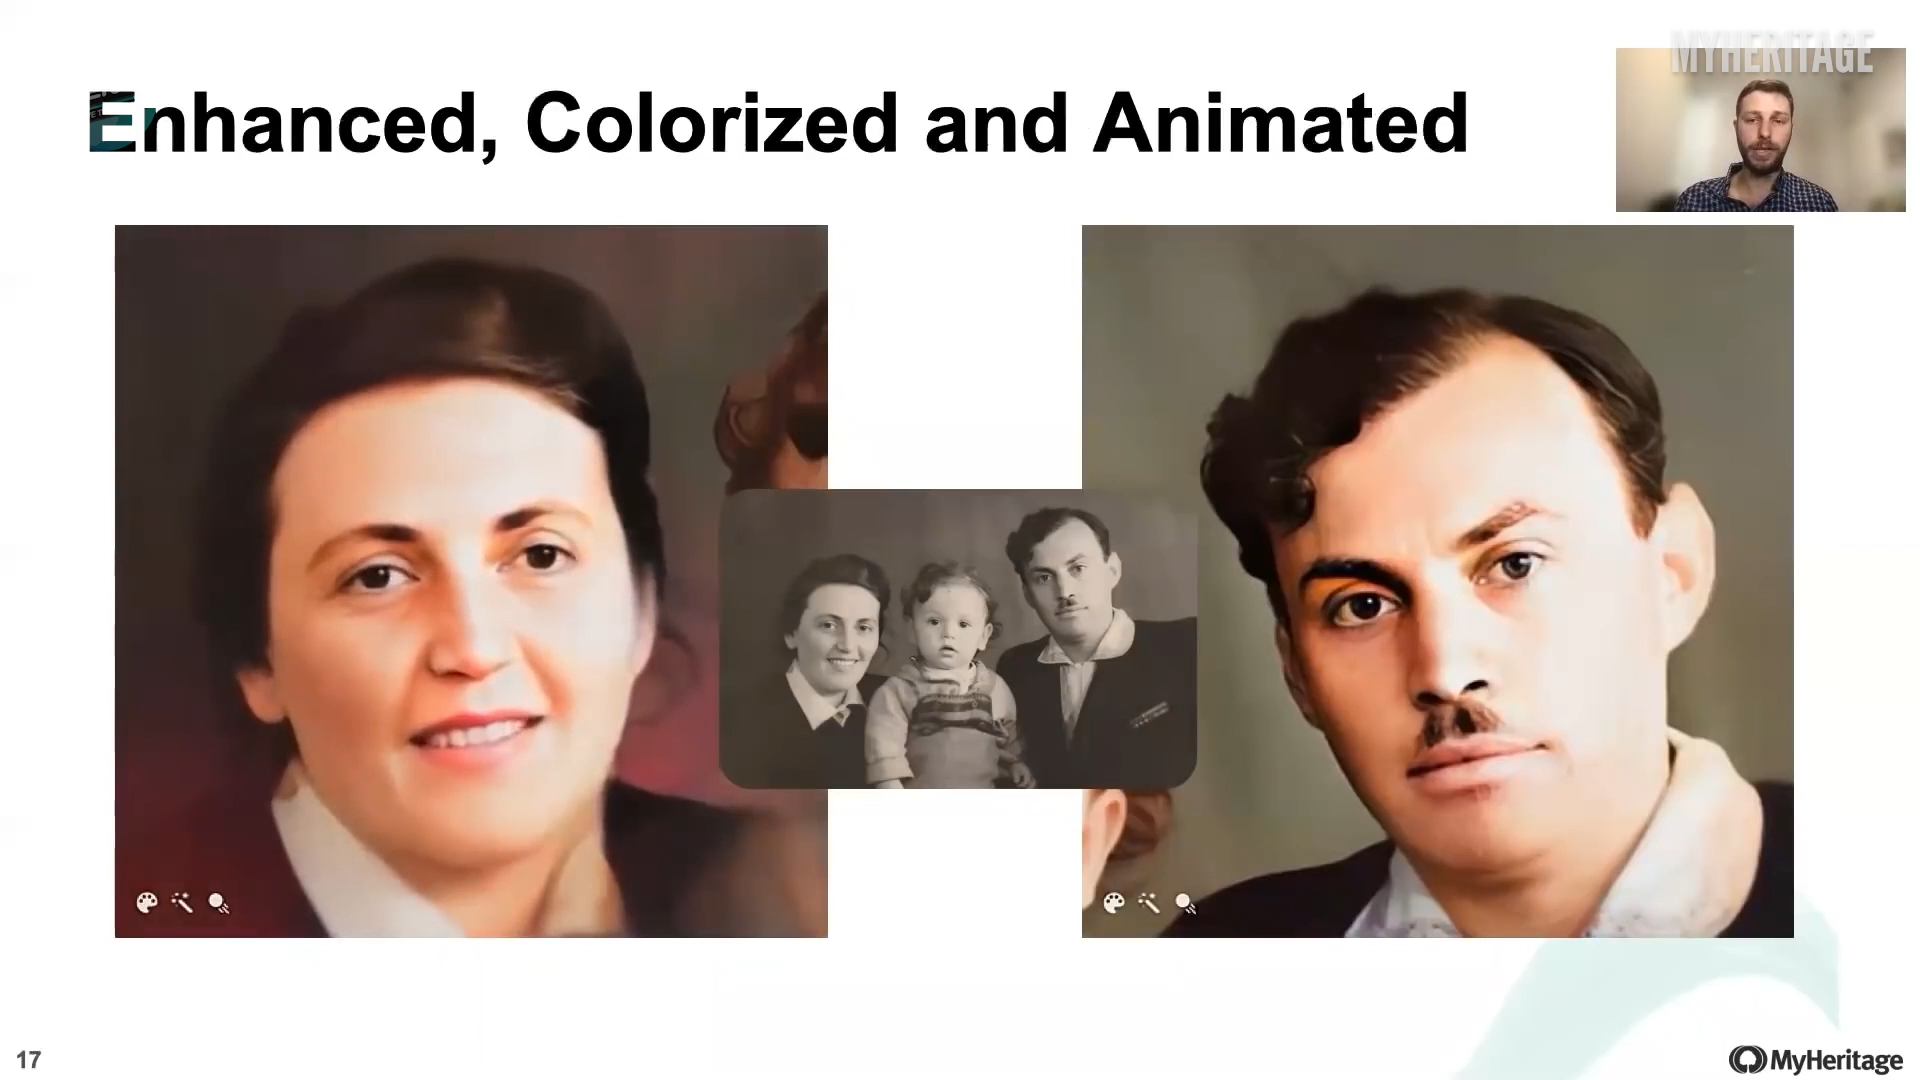 MYHERITAGE
Enhanced, Colorized and Animated
17
MyHeritage